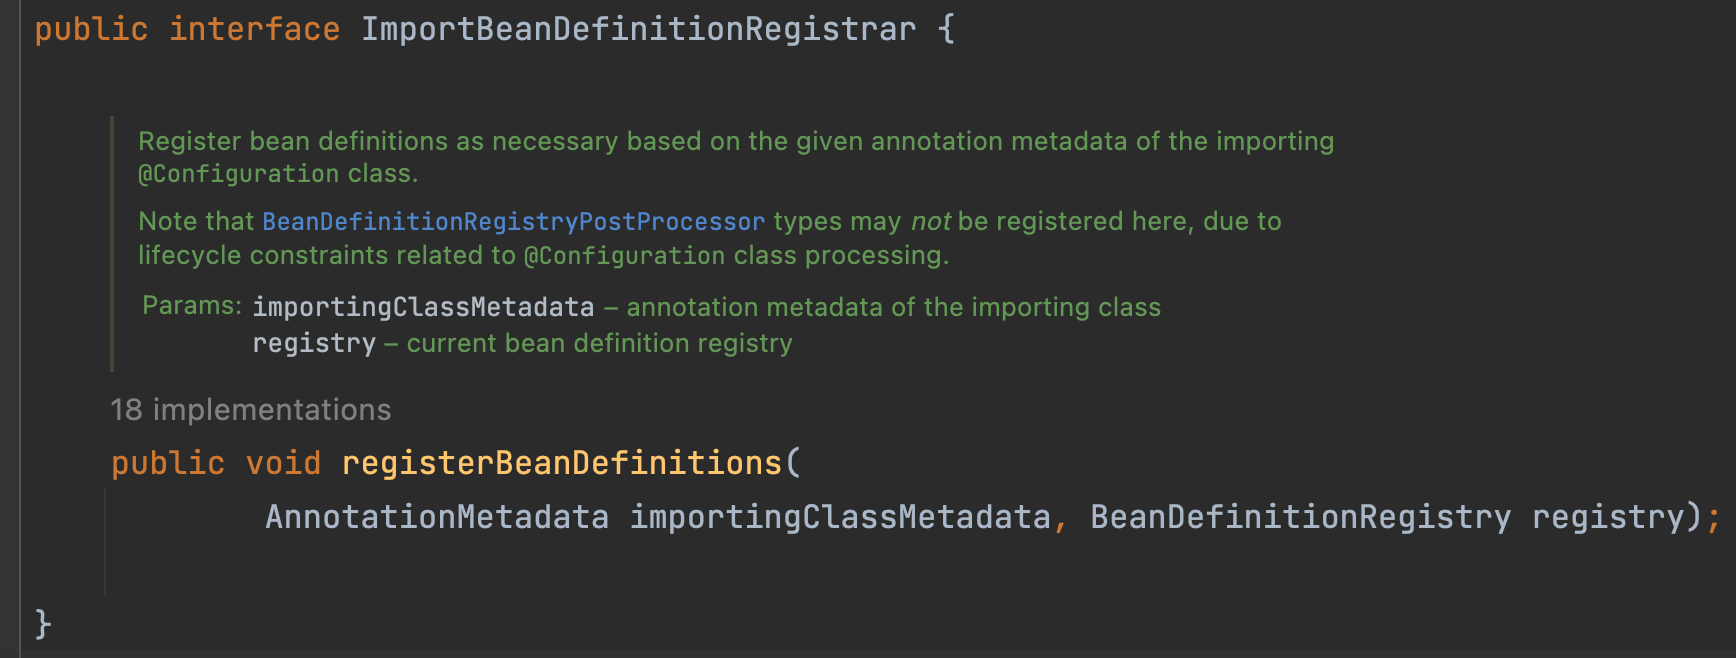 public interface ImportBeanDefinitionRegistrar {
Register bean definitions as necessary based on the given annotation metadata of the importing
@Configuration class.
Note that BeanDefinitionRegistryPostProcessor types may not be registered here, due to
lifecycle constraints related to @Configuration class processing.
Params: importingClassMetadata – annotation metadata of the importing class
registry – current bean definition registry
18 implementations
public void registerBeanDefinitions(
AnnotationMetadata importingClassMetadata, BeanDefinitionRegistry registry);
}